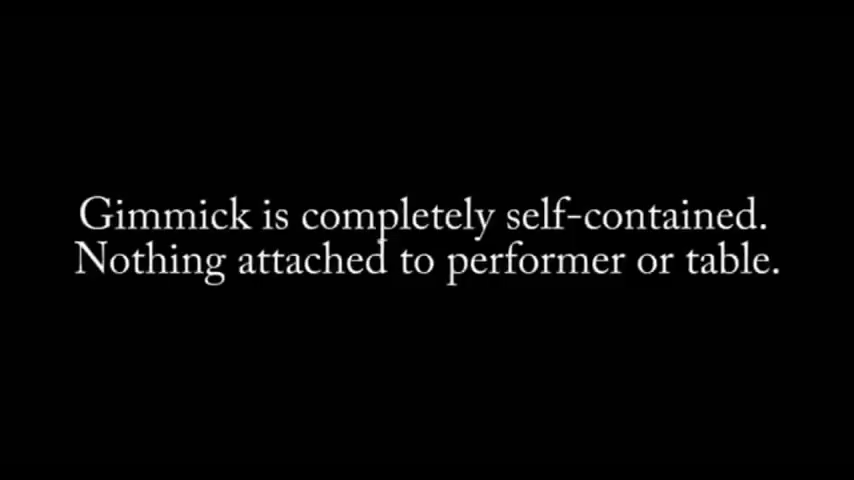 Gimmick is completely self-contained.
Nothing attached to performer or table.